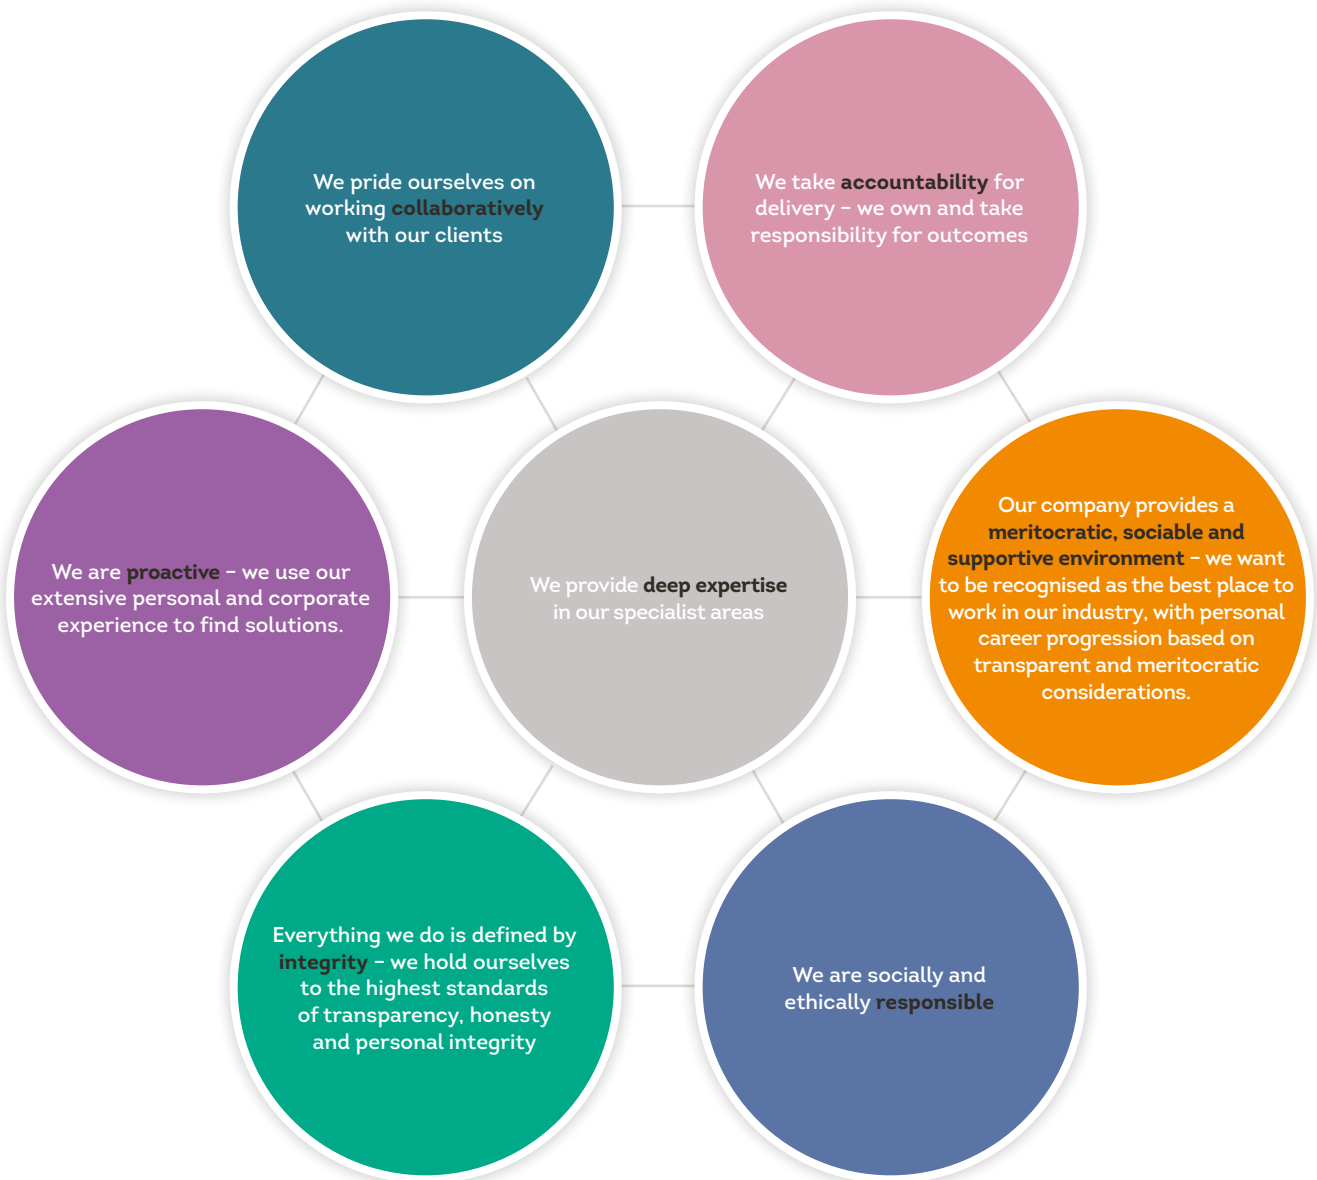 We pride ourselves on
working collaboratively
with our clients
We take accountability for
delivery – we own and take
responsibility for outcomes
We are proactive – we use our
extensive personal and corporate
experience to find solutions.
We provide deep expertise
in our specialist areas
Our company provides a
meritocratic, sociable and
supportive environment – we want
to be recognised as the best place to
work in our industry, with personal
career progression based on
transparent and meritocratic
considerations.
Everything we do is defined by
integrity – we hold ourselves
to the highest standards
of transparency, honesty
and personal integrity
We are socially and
ethically responsible